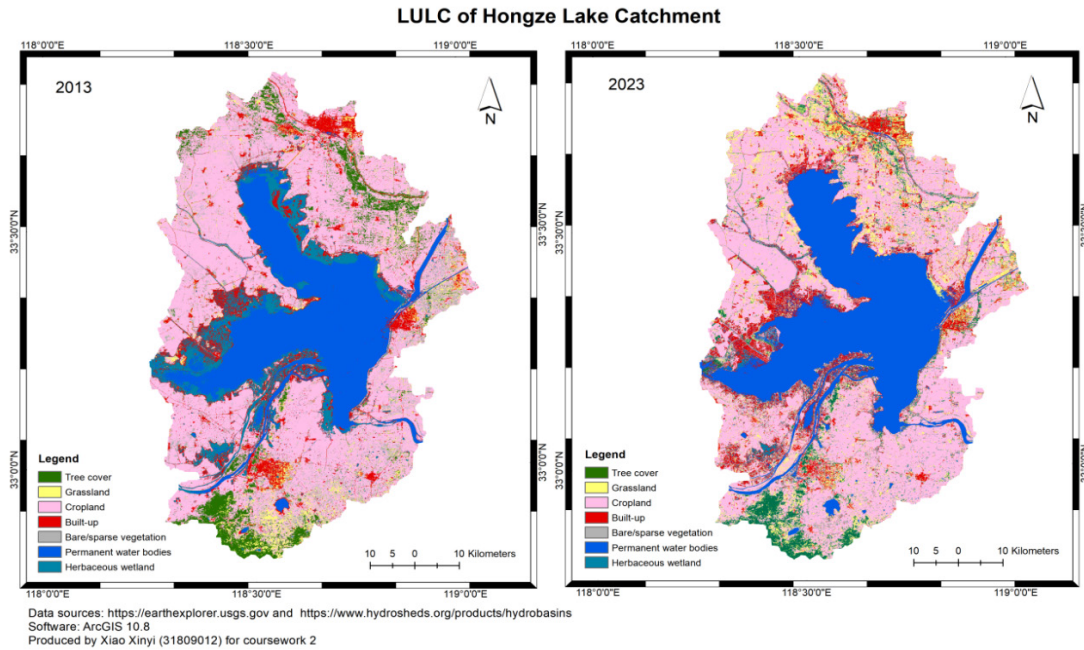 LULC of Hongze Lake Catchment
118°0'0"E 118°30'0"E 119°0'0"E
2013
N
33°30'0"N
33°0'0"N
33°30'0"N
33°0'0"N
Legend
Tree cover
Grassland
Cropland
Built-up
Bare/sparse vegetation
Permanent water bodies
Herbaceous wetland
10 5 0 10 Kilometers
118°0'0"E 118°30'0"E 119°0'0"E
118°0'0"E 118°30'0"E 119°0'0"E
2023
N
Legend
Tree cover
Grassland
Cropland
Built-up
Bare/sparse vegetation
Permanent water bodies
Herbaceous wetland
10 5 0 10 Kilometers
118°0'0"E 118°30'0"E 119°0'0"E
Data sources: https://earthexplorer.usgs.gov and https://www.hydrosheds.org/products/hydrobasins
Software: ArcGIS 10.8
Produced by Xiao Xinyi (31809012) for coursework 2